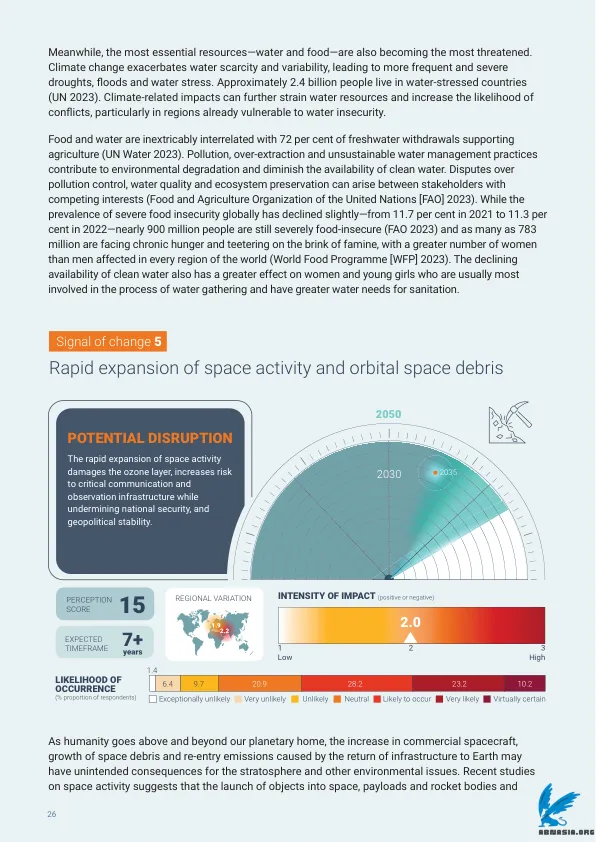 Meanwhile, the most essential resources—water and food—are also becoming the most threatened.
Climate change exacerbates water scarcity and variability, leading to more frequent and severe
droughts, floods and water stress. Approximately 2.4 billion people live in water-stressed countries
(UN 2023). Climate-related impacts can further strain water resources and increase the likelihood of
conflicts, particularly in regions already vulnerable to water insecurity.
Food and water are inextricably interrelated with 72 per cent of freshwater withdrawals supporting
agriculture (UN Water 2023). Pollution, over-extraction and unsustainable water management practices
contribute to environmental degradation and diminish the availability of clean water. Disputes over
pollution control, water quality and ecosystem preservation can arise between stakeholders with
competing interests (Food and Agriculture Organization of the United Nations [FAO] 2023). While the
prevalence of severe food insecurity globally has declined slightly—from 11.7 per cent in 2021 to 11.3 per
cent in 2022—nearly 900 million people are still severely food-insecure (FAO 2023) and as many as 783
million are facing chronic hunger and teetering on the brink of famine, with a greater number of women
than men affected in every region of the world (World Food Programme [WFP] 2023). The declining
availability of clean water also has a greater effect on women and young girls who are usually most
involved in the process of water gathering and have greater water needs for sanitation.
Signal of change 5
Rapid expansion of space activity and orbital space debris
POTENTIAL DISRUPTION
The rapid expansion of space activity
damages the ozone layer, increases risk
to critical communication and
observation infrastructure while
undermining national security, and
geopolitical stability.
2050
2030
2035
PERCEPTION
SCORE
15
EXPECTED
TIMEFRAME
7+
years
REGIONAL VARIATION
1.9
2.2
INTENSITY OF IMPACT (positive or negative)
2.0
1 2 3
Low High
LIKELIHOOD OF
OCCURRENCE
(% proportion of respondents)
1.4
6.4 9.7 20.9 28.2 23.2 10.2
Exceptionally unlikely Very unlikely Unlikely Neutral Likely to occur Very likely Virtually certain
As humanity goes above and beyond our planetary home, the increase in commercial spacecraft,
growth of space debris and re-entry emissions caused by the return of infrastructure to Earth may
have unintended consequences for the stratosphere and other environmental issues. Recent studies
on space activity suggests that the launch of objects into space, payloads and rocket bodies and
26
ABNASIA.ORG